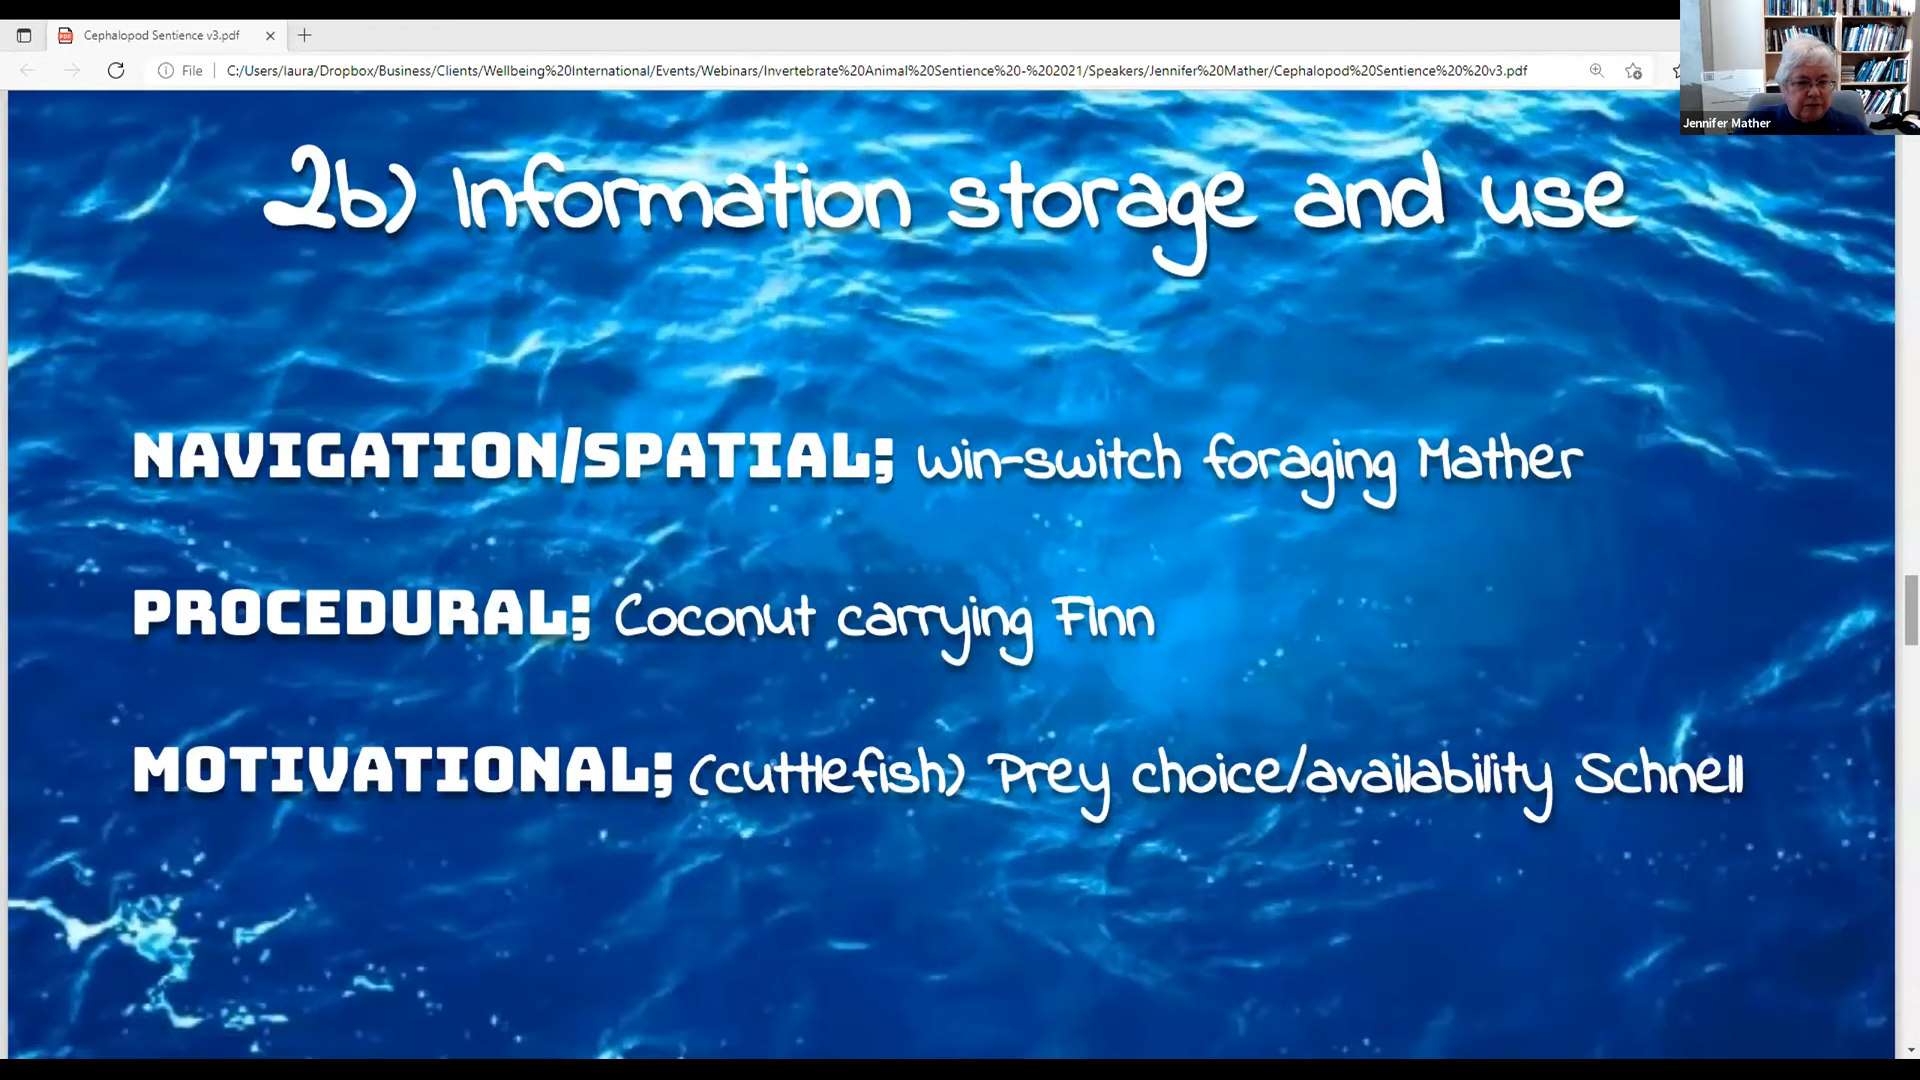 Cephalopod Sentience v3.pdf
File
C:/Users/laura/Dropbox/Business/Clients/Wellbeing%20International/Events/Webinars/Invertebrate%20Animal%20Sentience%20-%202021/Speakers/Jennifer%20Mather/Cephalopod%20Sentience%20%20v3.pdf
Jennifer Mather
2b) Information storage and use
NAVIGATION/SPATIAL; win-switch foraging Mather
PROCEDURAL; Coconut carrying Finn
MOTIVATIONAL; (cuttlefish) Prey choice/availability Schnell